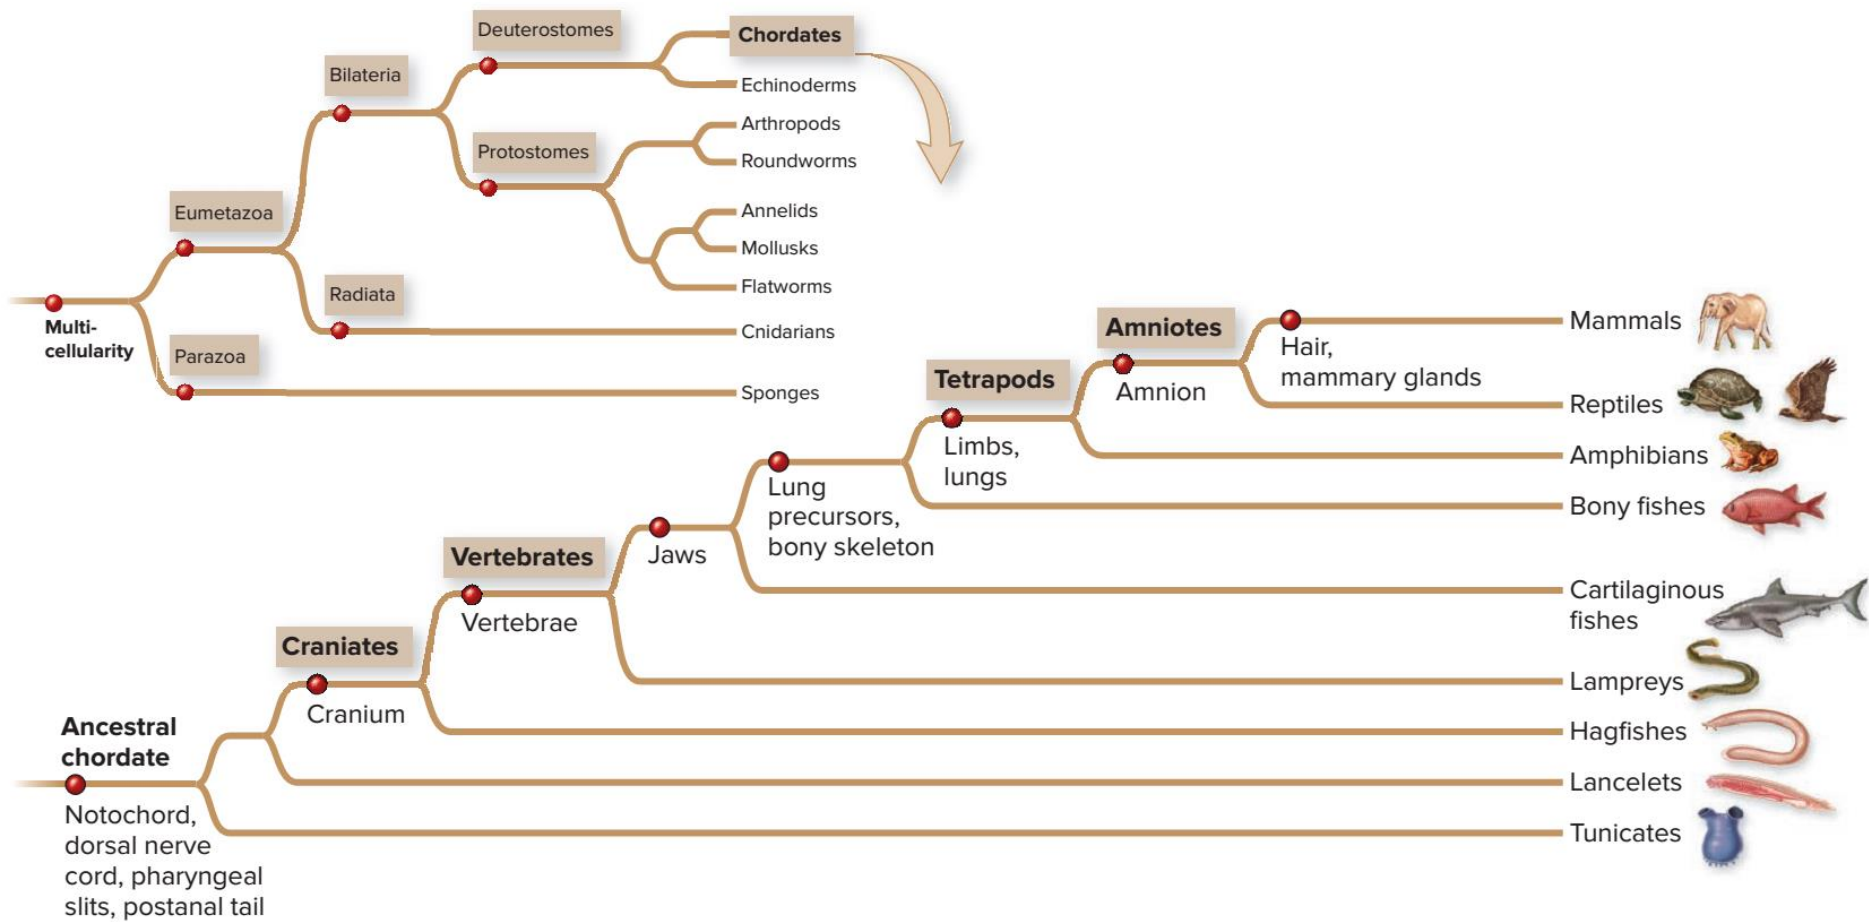 Deuterostomes
Chordates
Bilateria
Echinoderms
Arthropods
Protostomes
Roundworms
Eumetazoa
Annelids
Mollusks
Flatworms
Radiata
Multi-
cellularity
Cnidarians
Parazoa
Sponges
Amniotes
Mammals
Hair,
mammary glands
Tetrapods
Amnion
Reptiles
Limbs,
lungs
Amphibians
Lung
precursors,
bony skeleton
Bony fishes
Vertebrates
Jaws
Cartilaginous
fishes
Vertebrae
Craniates
Lampreys
Cranium
Ancestral
chordate
Hagfishes
Lancelets
Notochord,
dorsal nerve
cord, pharyngeal
slits, postanal tail
Tunicates